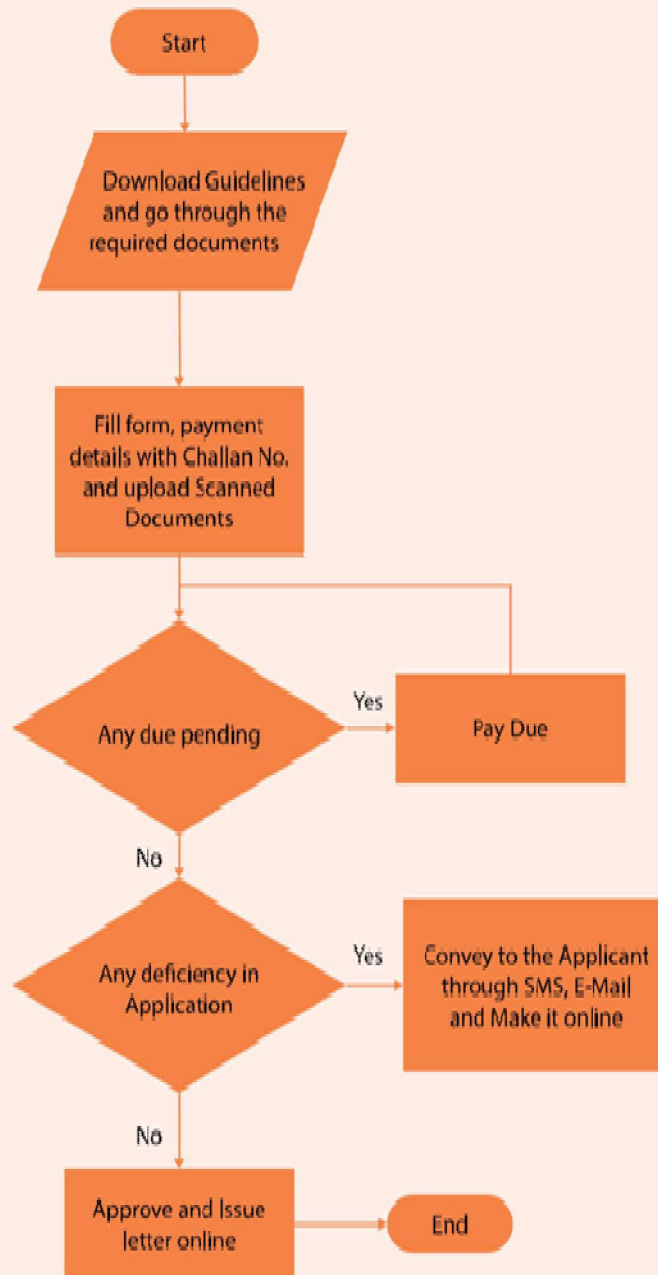 Start
Download Guidelines
and go through the
required documents
Fill form, payment
details with Challan No.
and upload Scanned
Documents
Any due pending
Yes
Pay Due
No
Any deficiency in
Application
Yes
Convey to the Applicant
through SMS, E-Mail
and Make it online
No
Approve and Issue
letter online
End